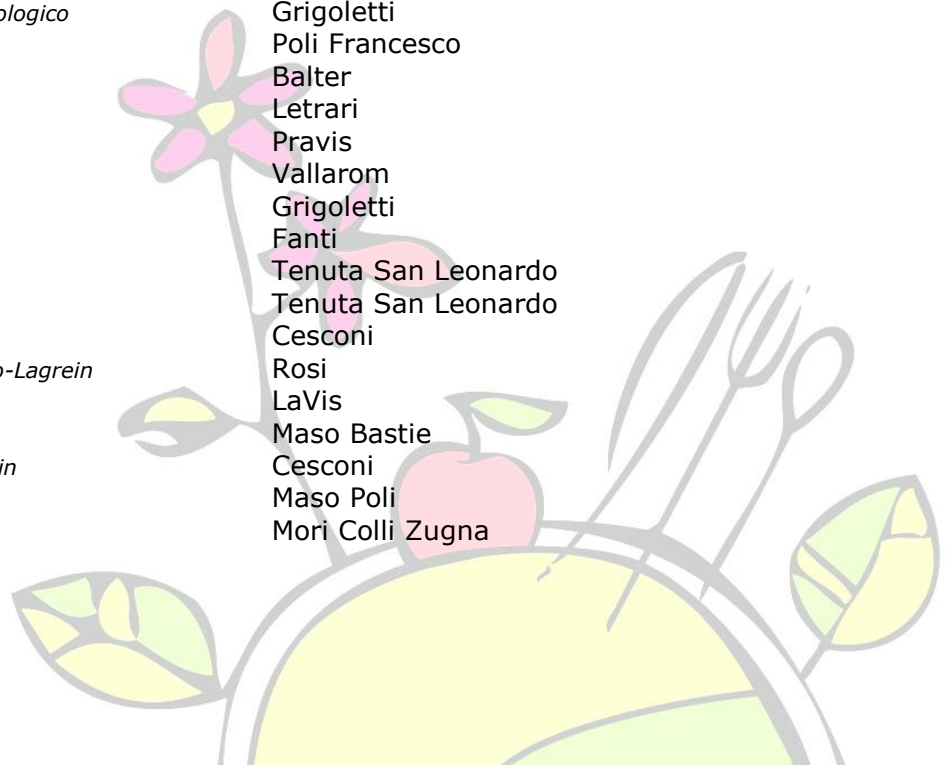 ologico Grigoletti
Poli Francesco
Balter
Letrari
Pravis
Vallarom
Grigoletti
Fanti
Tenuta San Leonardo
Tenuta San Leonardo
Cesconi
o-Lagrein Rosi
LaVis
Maso Bastie
in Cesconi
Maso Poli
Mori Colli Zugna